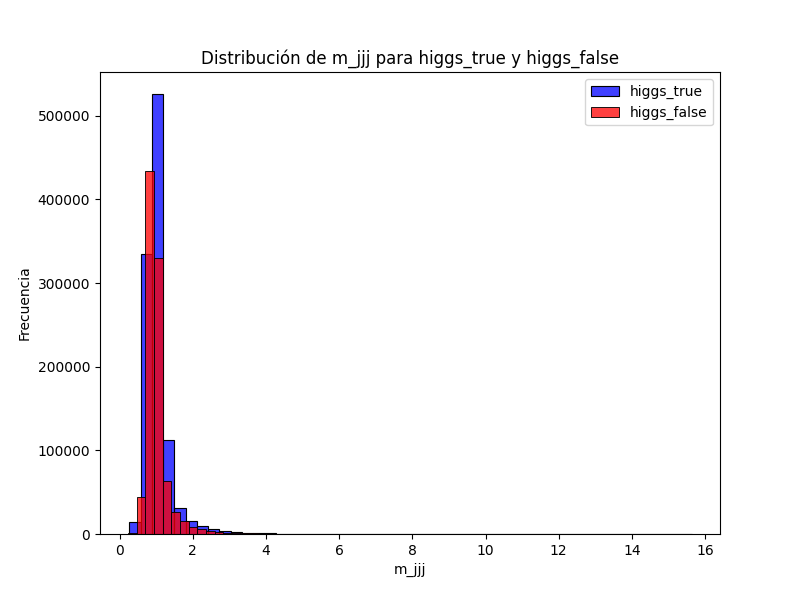 Distribución de m_jjj para higgs_true y higgs_false
higgs_true
higgs_false
500000
400000
300000
200000
100000
0
Frecuencia
0 2 4 6 8 10 12 14 16
m_jjj